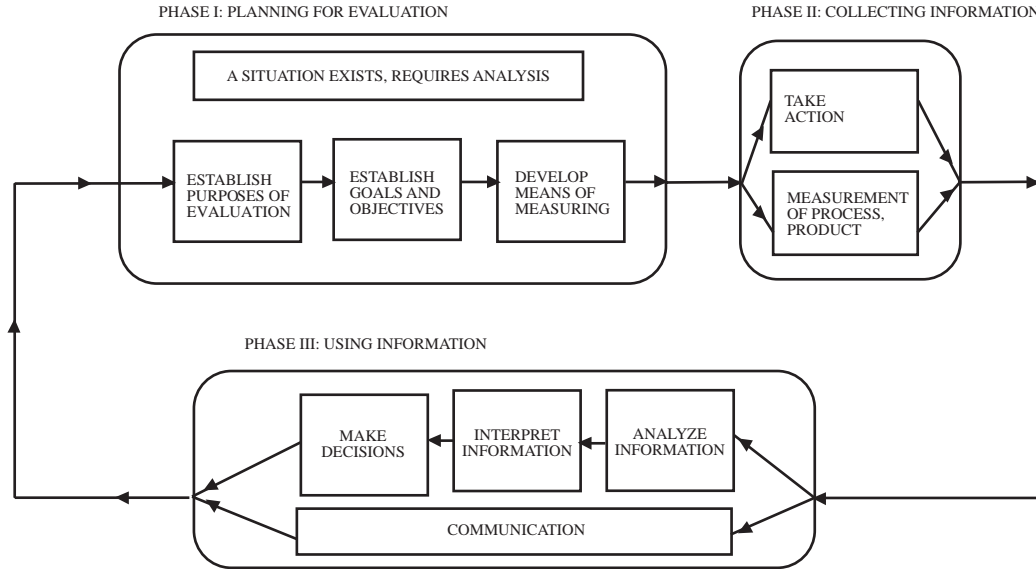 PHASE I: PLANNING FOR EVALUATION
PHASE II: COLLECTING INFORMATION
A SITUATION EXISTS, REQUIRES ANALYSIS
ESTABLISH
PURPOSES OF
EVALUATION
ESTABLISH
GOALS AND
OBJECTIVES
DEVELOP
MEANS OF
MEASURING
TAKE
ACTION
MEASUREMENT
OF PROCESS,
PRODUCT
PHASE III: USING INFORMATION
MAKE
DECISIONS
INTERPRET
INFORMATION
ANALYZE
INFORMATION
COMMUNICATION